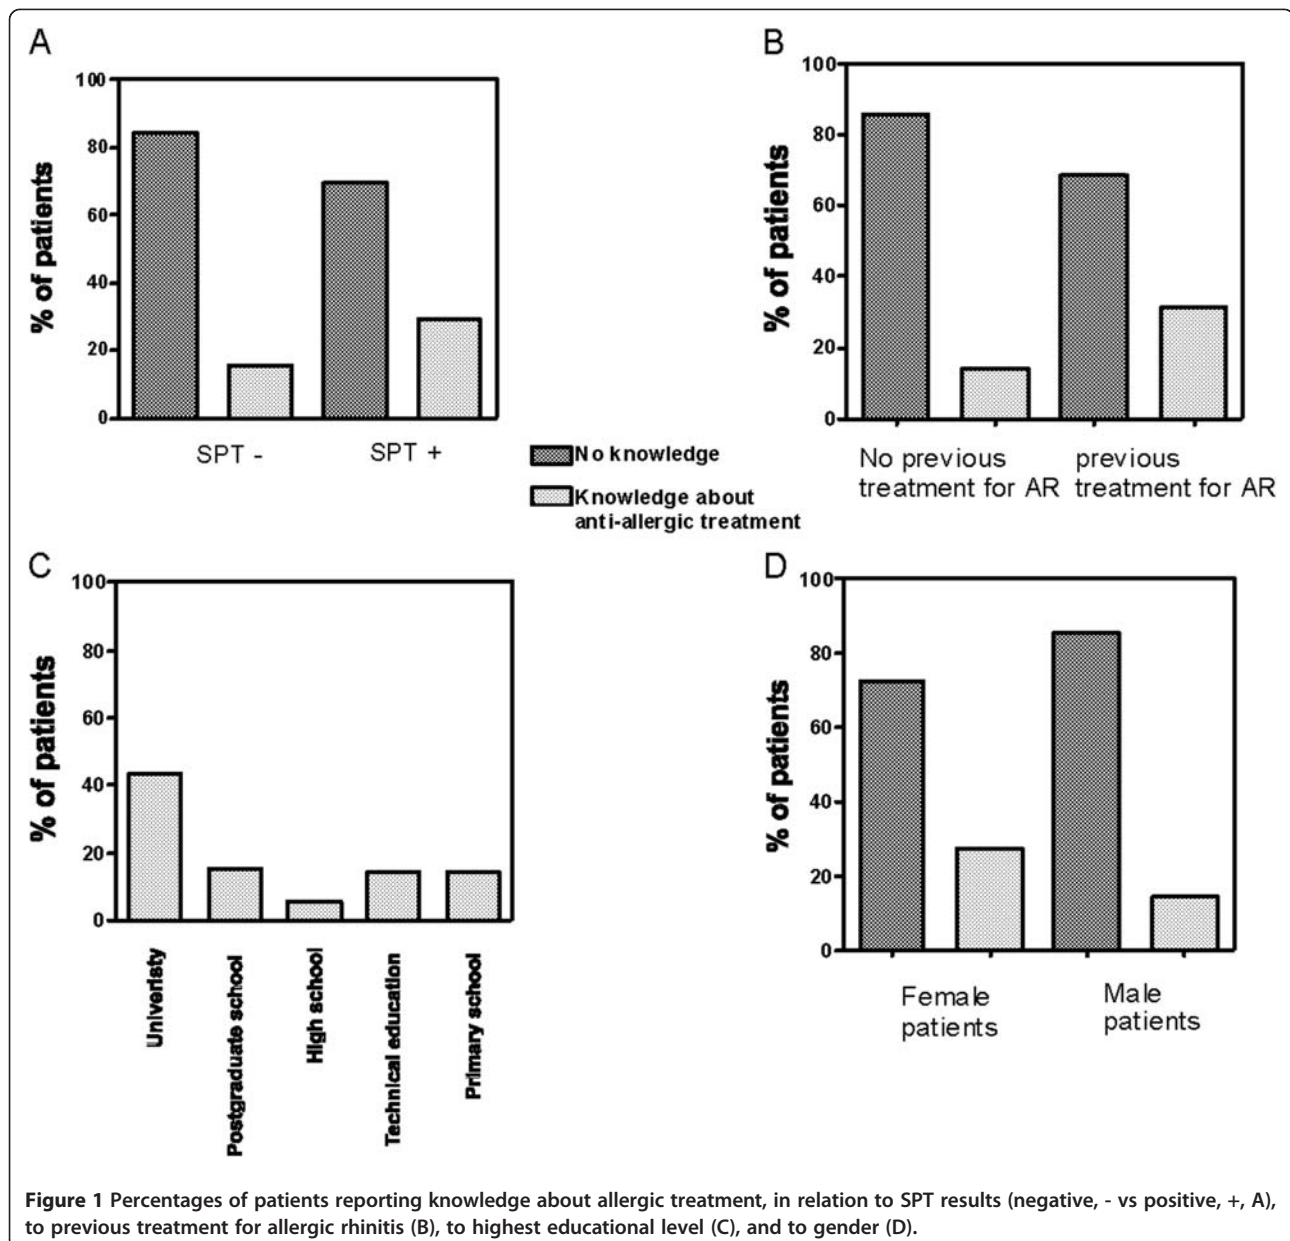 A
100
80
60
40
20
0
% of patients
SPT -
SPT +
B
100
80
60
40
20
0
% of patients
No previous
treatment for AR
previous
treatment for AR
No knowledge
Knowledge about
anti-allergic treatment
C
100
80
60
40
20
0
% of patients
Univeristy
Postgraduate school
High school
Technical education
Primary school
D
100
80
60
40
20
0
% of patients
Female
patients
Male
patients
Figure 1 Percentages of patients reporting knowledge about allergic treatment, in relation to SPT results (negative, - vs positive, +, A),
to previous treatment for allergic rhinitis (B), to highest educational level (C), and to gender (D).